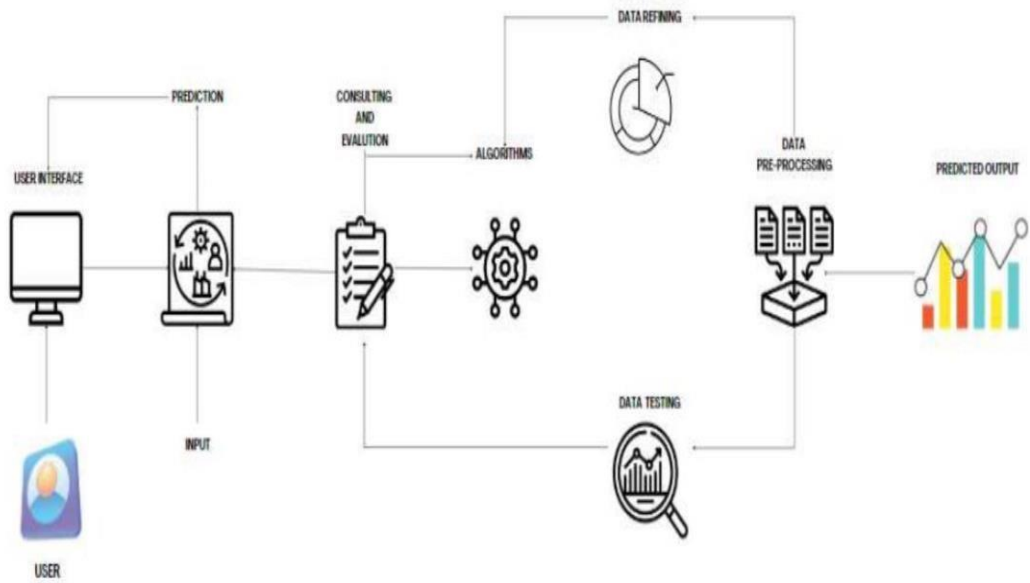 DATA REFINING
PREDICTION
CONSULTING
AND
EVALUTION
ALGORITHMS
DATA
PRE-PROCESSING
PREDICTED OUTPUT
USER INTERFACE
DATA TESTING
INPUT
USER